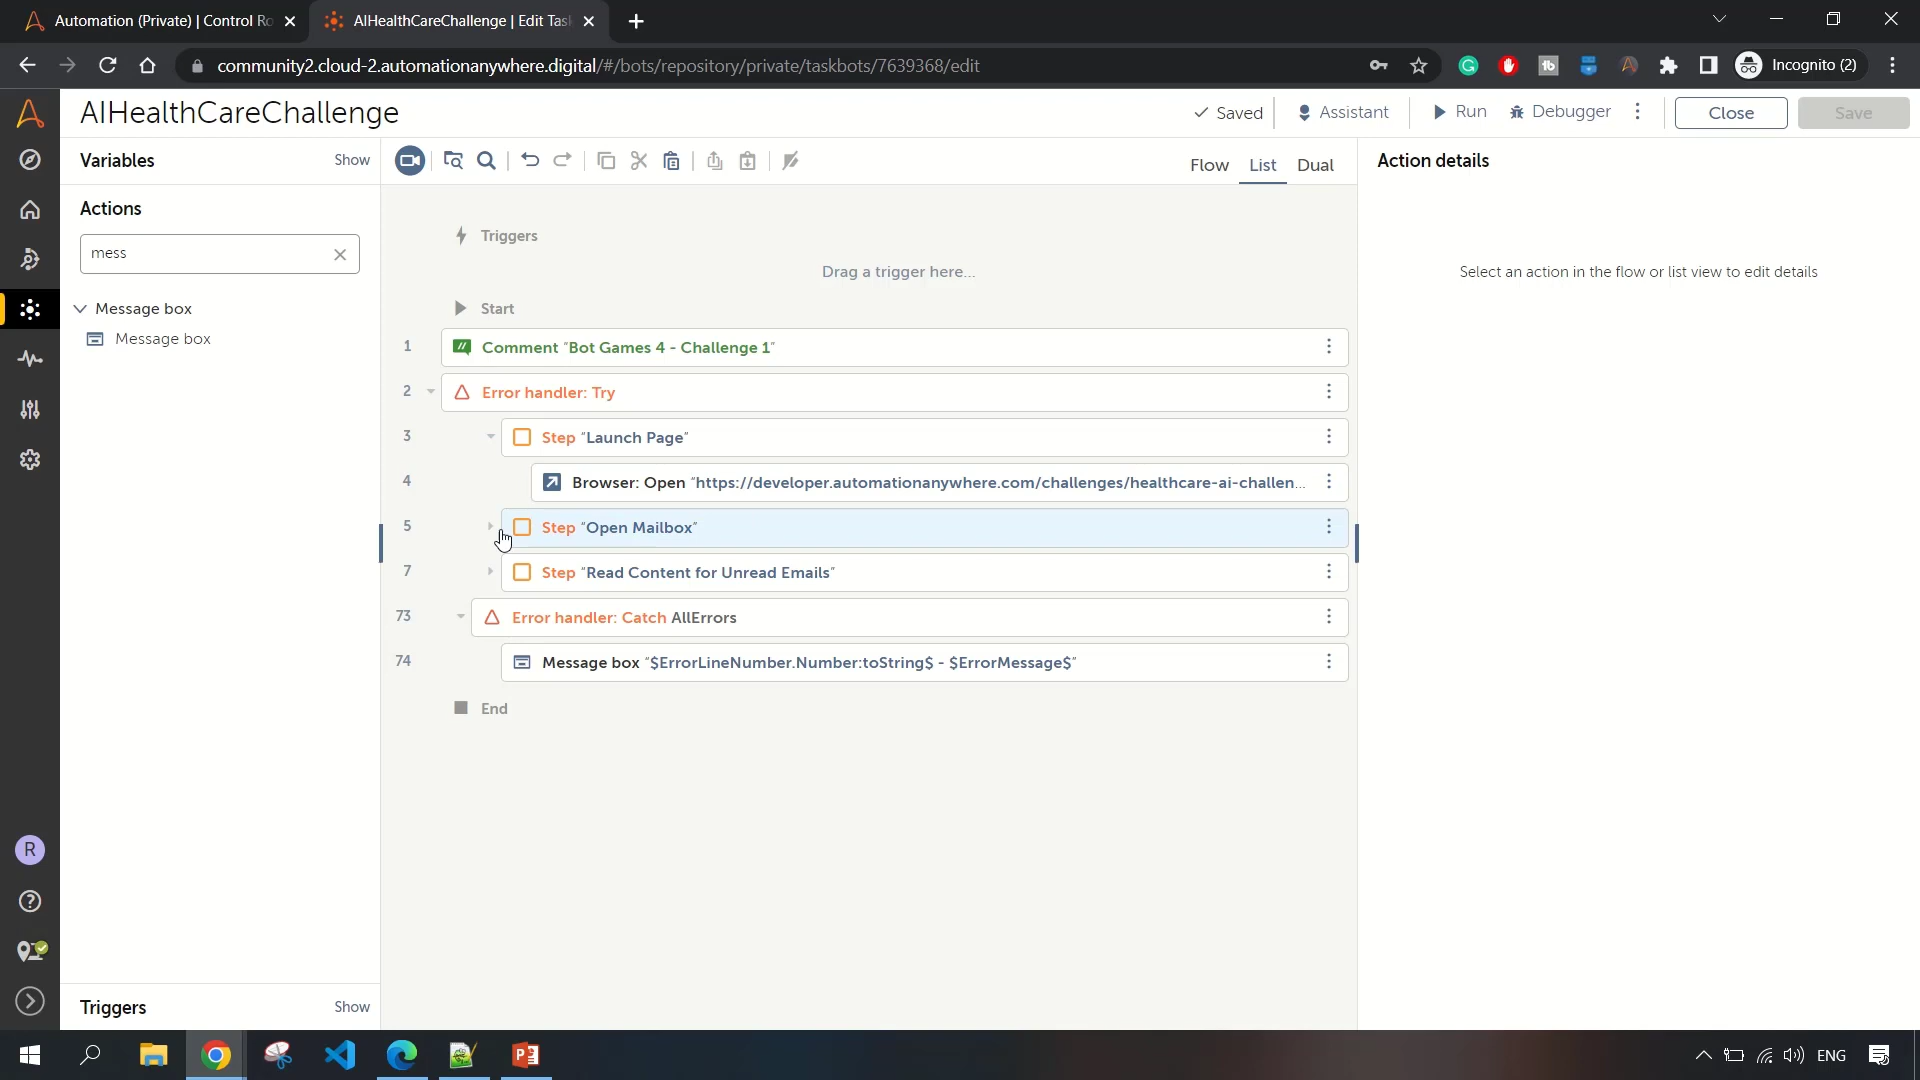 Automation (Private) | Control Ro
AIHealthCareChallenge | Edit Tas
community2.cloud-2.automationanywhere.digital/#/bots/repository/private/taskbots/7639368/edit
Incognito (2)
AIHealthCareChallenge
Saved
Assistant
Run
Debugger
Close
Save
Variables
Show
Flow
List
Dual
Action details
Actions
mess
Triggers
Drag a trigger here...
Select an action in the flow or list view to edit details
Message box
Message box
Start
1 Comment "Bot Games 4 - Challenge 1"
2 Error handler: Try
3 Step "Launch Page"
4 Browser: Open "https://developer.automationanywhere.com/challenges/healthcare-ai-challen...
5 Step "Open Mailbox"
7 Step "Read Content for Unread Emails"
73 Error handler: Catch AllErrors
74 Message box "$ErrorLineNumber.Number:toString$ - $ErrorMessage$"
End
R
Triggers
Show
ENG